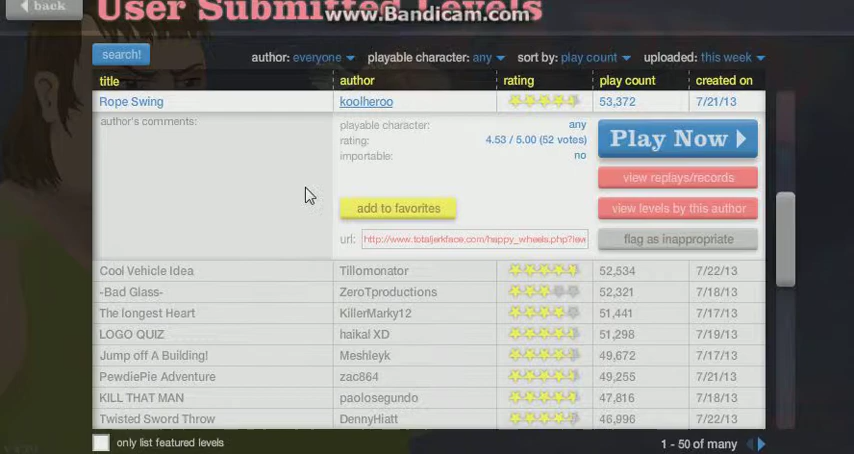 back
User Submitted Levels
www.Bandicam.com
search!
author: everyone playable character: any sort by: play count uploaded: this week
title author rating play count created on
Rope Swing koolheroo 53,372 7/21/13
author's comments:
playable character: any
rating: 4.53 / 5.00 (52 votes)
importable: no
Play Now
view replays/records
add to favorites
view levels by this author
url: http://www.totaljerkface.com/happy_wheels.php?lev
flag as inappropriate
Cool Vehicle Idea Tillomonator 52,534 7/22/13
-Bad Glass- ZeroTproductions 52,321 7/18/13
The longest Heart KillerMarky12 51,441 7/17/13
LOGO QUIZ haikal XD 51,298 7/19/13
Jump off A Building! Meshleyk 49,672 7/17/13
PewdiePie Adventure zac864 49,255 7/21/13
KILL THAT MAN paolosegundo 47,816 7/18/13
Twisted Sword Throw DennyHiatt 46,996 7/22/13
only list featured levels
1 - 50 of many